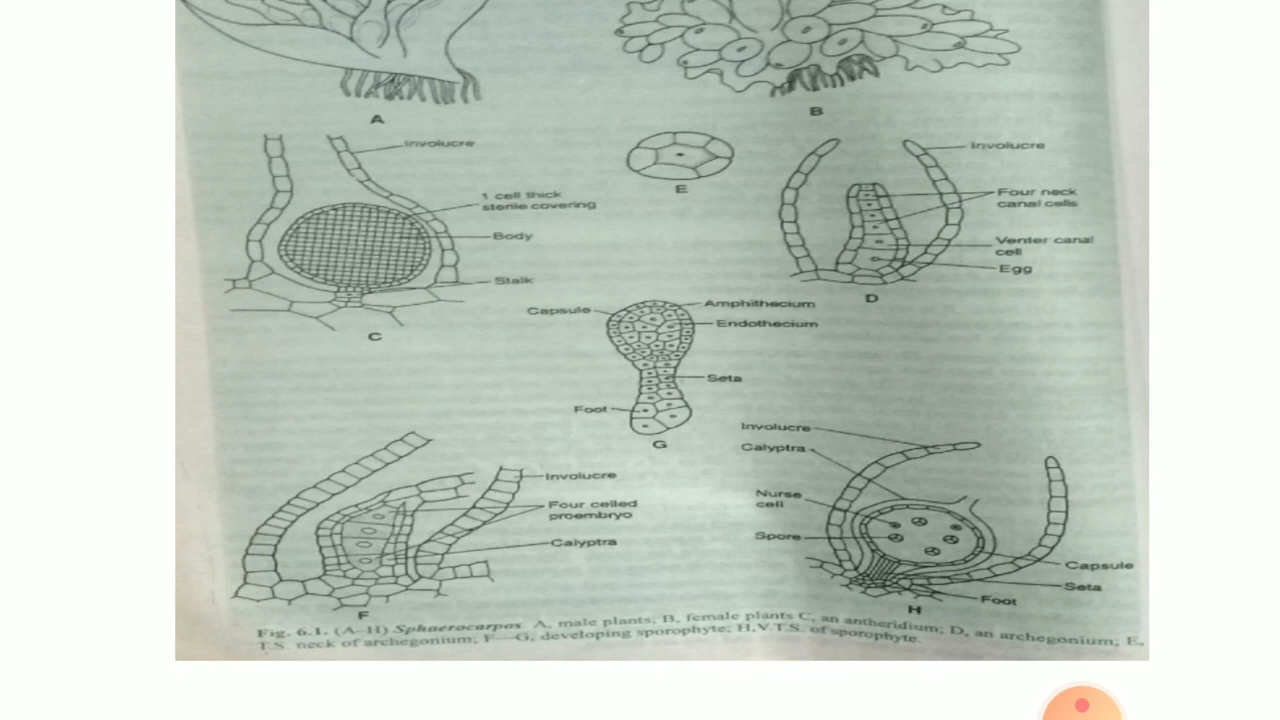 A
B
Involucre
1 cell thick
sterile covering
Body
Stalk
C
E
Involucre
Four neck
canal cells
Venter canal
cell
Egg
D
Capsule
Amphithecium
Endothecium
Seta
Foot
G
Involucre
Four celled
proembryo
Calyptra
F
Involucre
Calyptra
Nurse
cell
Spore
Capsule
Seta
Foot
H
Fig. 6.1. (A–H) Sphaerocarpos A, male plants; B, female plants C, an antheridium; D, an archegonium; E.
T.S. neck of archegonium; F—G, developing sporophyte; H.V.T.S. of sporophyte.